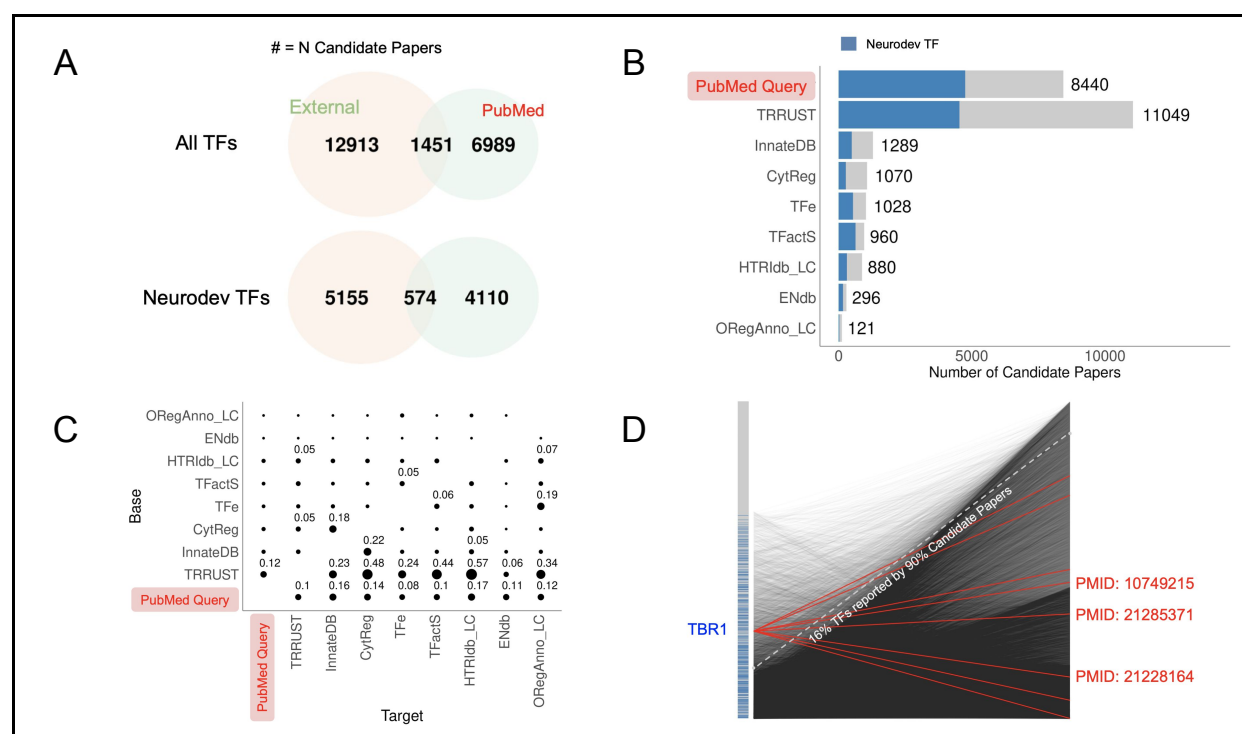 A
# = N Candidate Papers
External
PubMed
All TFs
12913 1451 6989
Neurodev TFs
5155 574 4110
B
Neurodev TF
PubMed Query 8440
TRRUST 11049
InnateDB 1289
CytReg 1070
TFe 1028
TFactS 960
HTRIdb_LC 880
ENdb 296
ORegAnno_LC 121
0 5000 10000
Number of Candidate Papers
C
Base
ORegAnno_LC
ENdb
0.05 0.07
HTRIdb_LC
0.05
TFactS
0.06 0.19
TFe
0.05 0.18
CytReg
0.22 0.05
InnateDB
0.12 0.23 0.48 0.24 0.44 0.57 0.06 0.34
TRRUST
0.1 0.16 0.14 0.08 0.1 0.17 0.11 0.12
PubMed Query
PubMed Query
TRRUST
InnateDB
CytReg
TFe
TFactS
HTRIdb_LC
ENdb
ORegAnno_LC
Target
D
16% TFs reported by 90% Candidate Papers
TBR1
PMID: 10749215
PMID: 21285371
PMID: 21228164